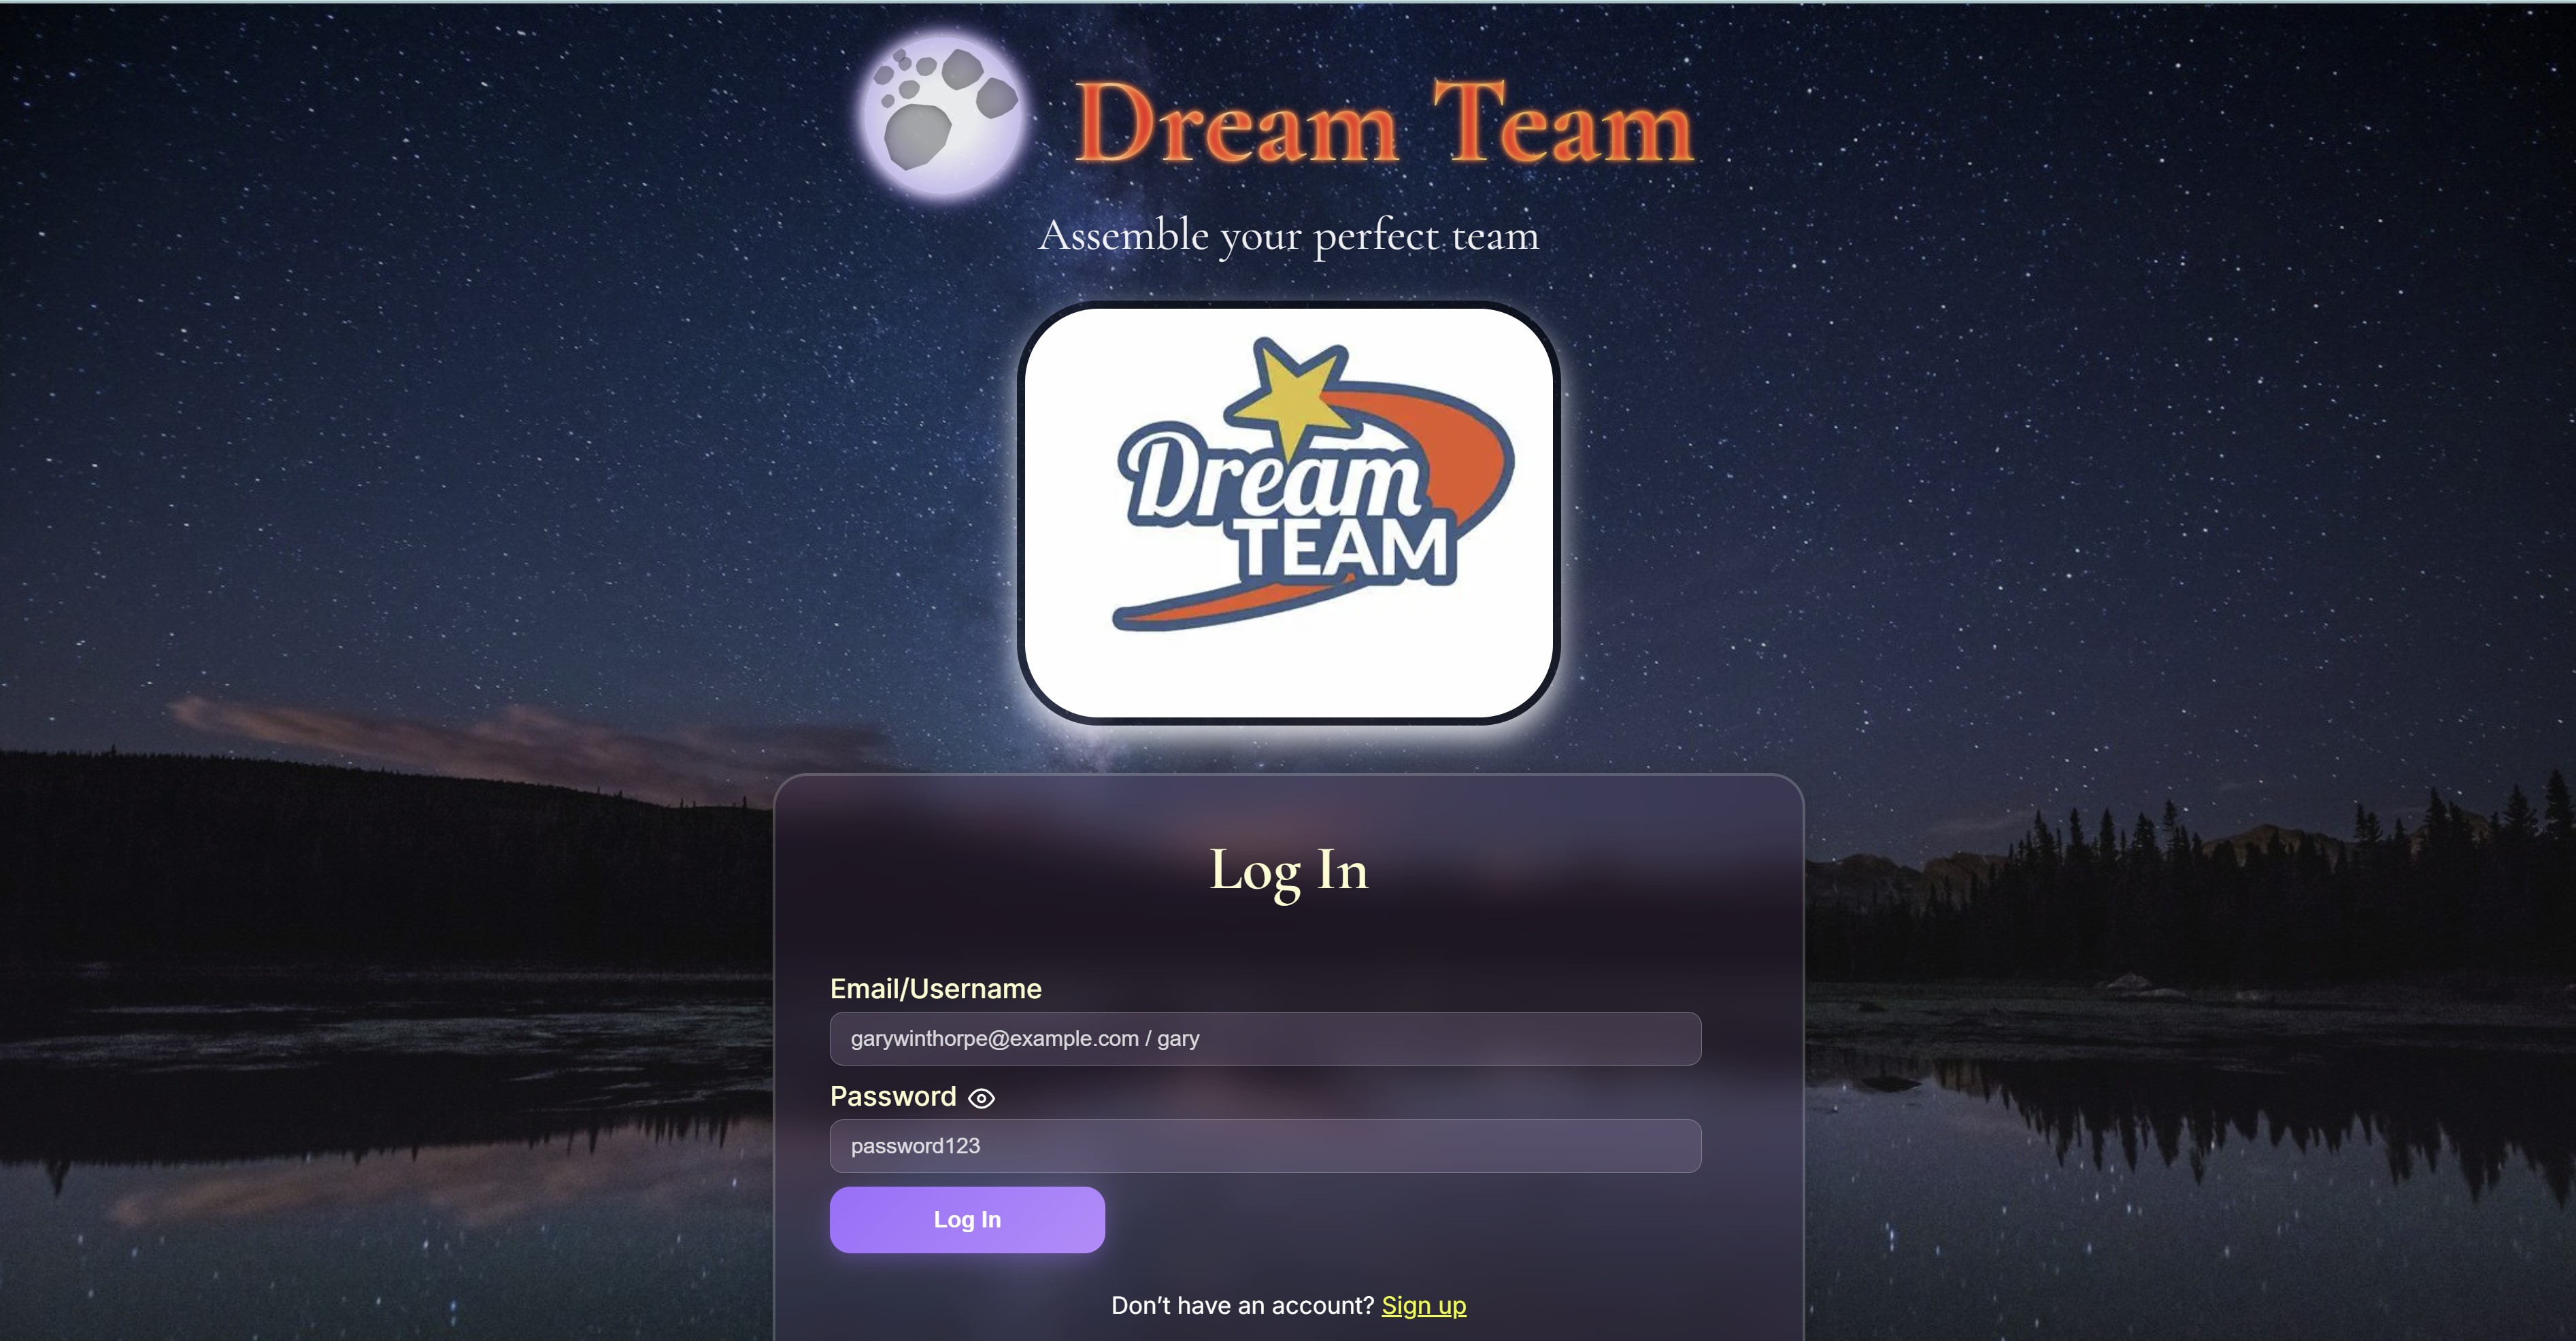 Dream Team
Assemble your perfect team
Dream
TEAM
Log In
Email/Username
garywinthorpe@example.com / gary
Password
password123
Log In
Don’t have an account? Sign up